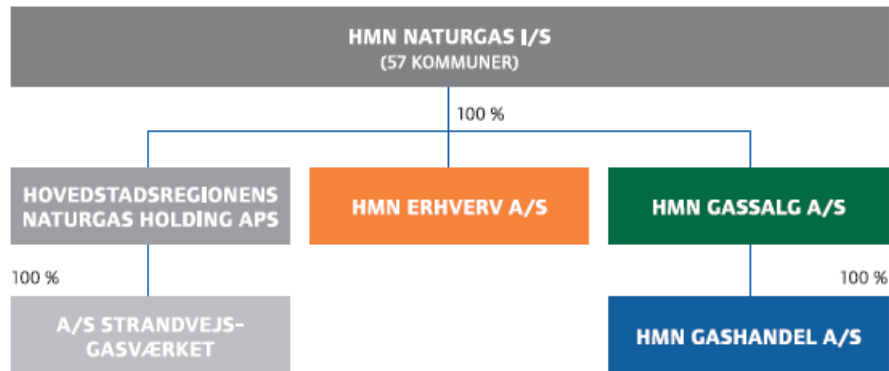 HMN NATURGAS I/S
(57 KOMMUNER)
100 %
HOVEDSTADSREGIONENS
NATURGAS HOLDING APS
HMN ERHVERV A/S
HMN GASSALG A/S
100 %
100 %
A/S STRANDVEJS-
GASVÆRKET
HMN GASHANDEL A/S